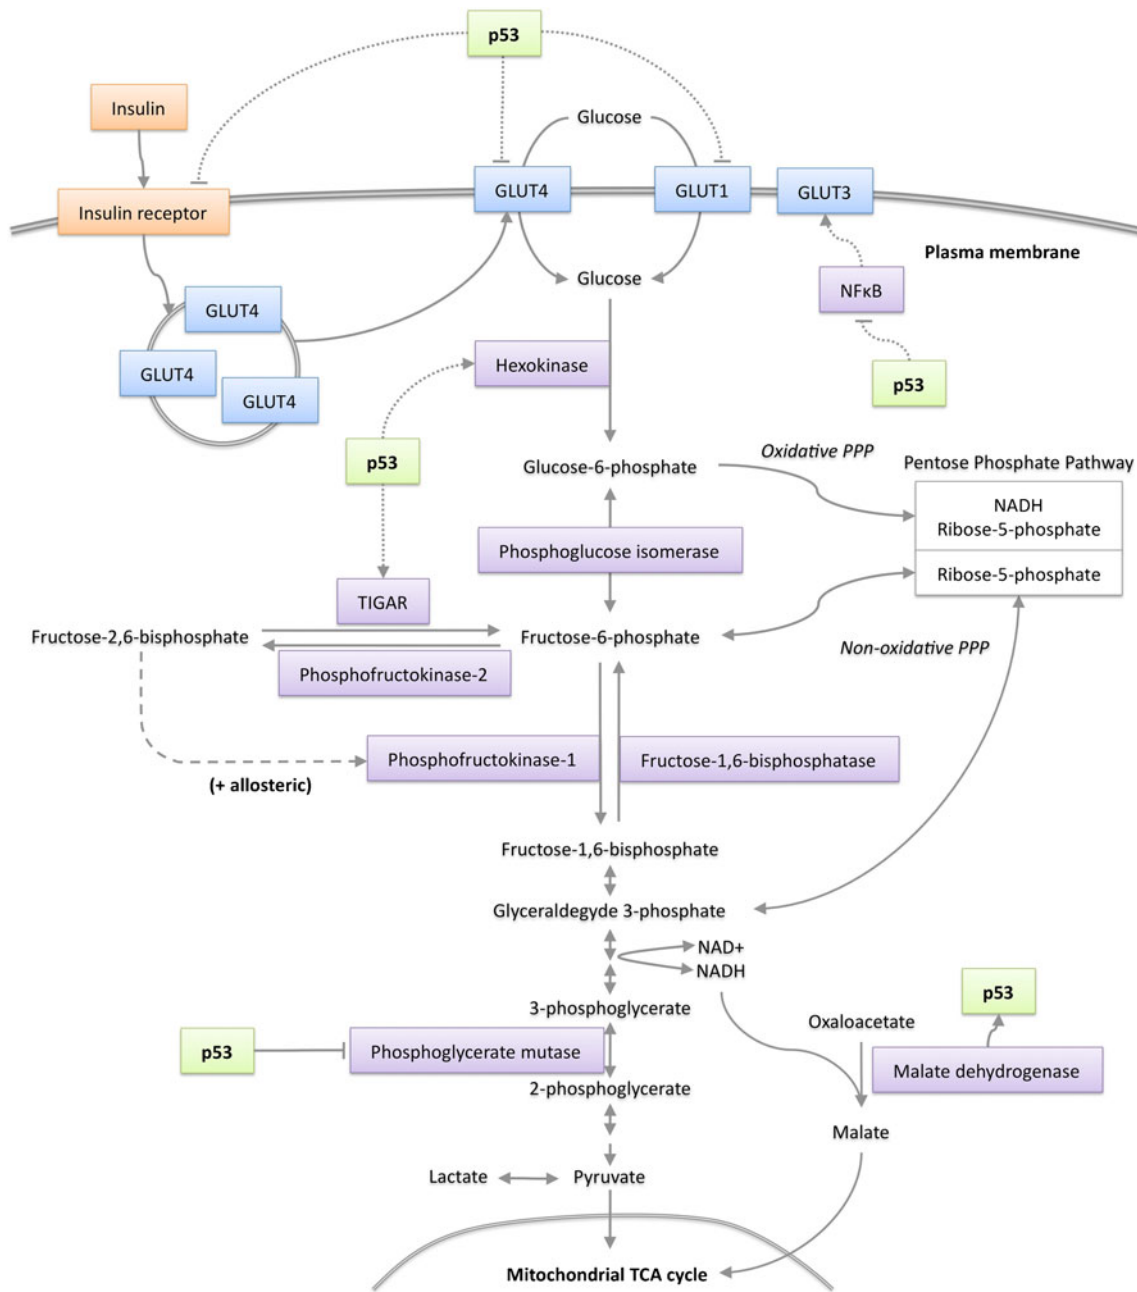 p53
Insulin
Glucose
GLUT4
GLUT1
GLUT3
Insulin receptor
Plasma membrane
Glucose
NFκB
GLUT4
GLUT4
GLUT4
Hexokinase
p53
p53
Oxidative PPP
Glucose-6-phosphate
Pentose Phosphate Pathway
NADH
Ribose-5-phosphate
Phosphoglucose isomerase
Ribose-5-phosphate
TIGAR
Fructose-2,6-bisphosphate
Fructose-6-phosphate
Non-oxidative PPP
Phosphofructokinase-2
Phosphofructokinase-1
Fructose-1,6-bisphosphatase
(+ allosteric)
Fructose-1,6-bisphosphate
Glyceraldegyde 3-phosphate
NAD+
NADH
p53
3-phosphoglycerate
Oxaloacetate
p53
Phosphoglycerate mutase
Malate dehydrogenase
2-phosphoglycerate
Malate
Lactate
Pyruvate
Mitochondrial TCA cycle